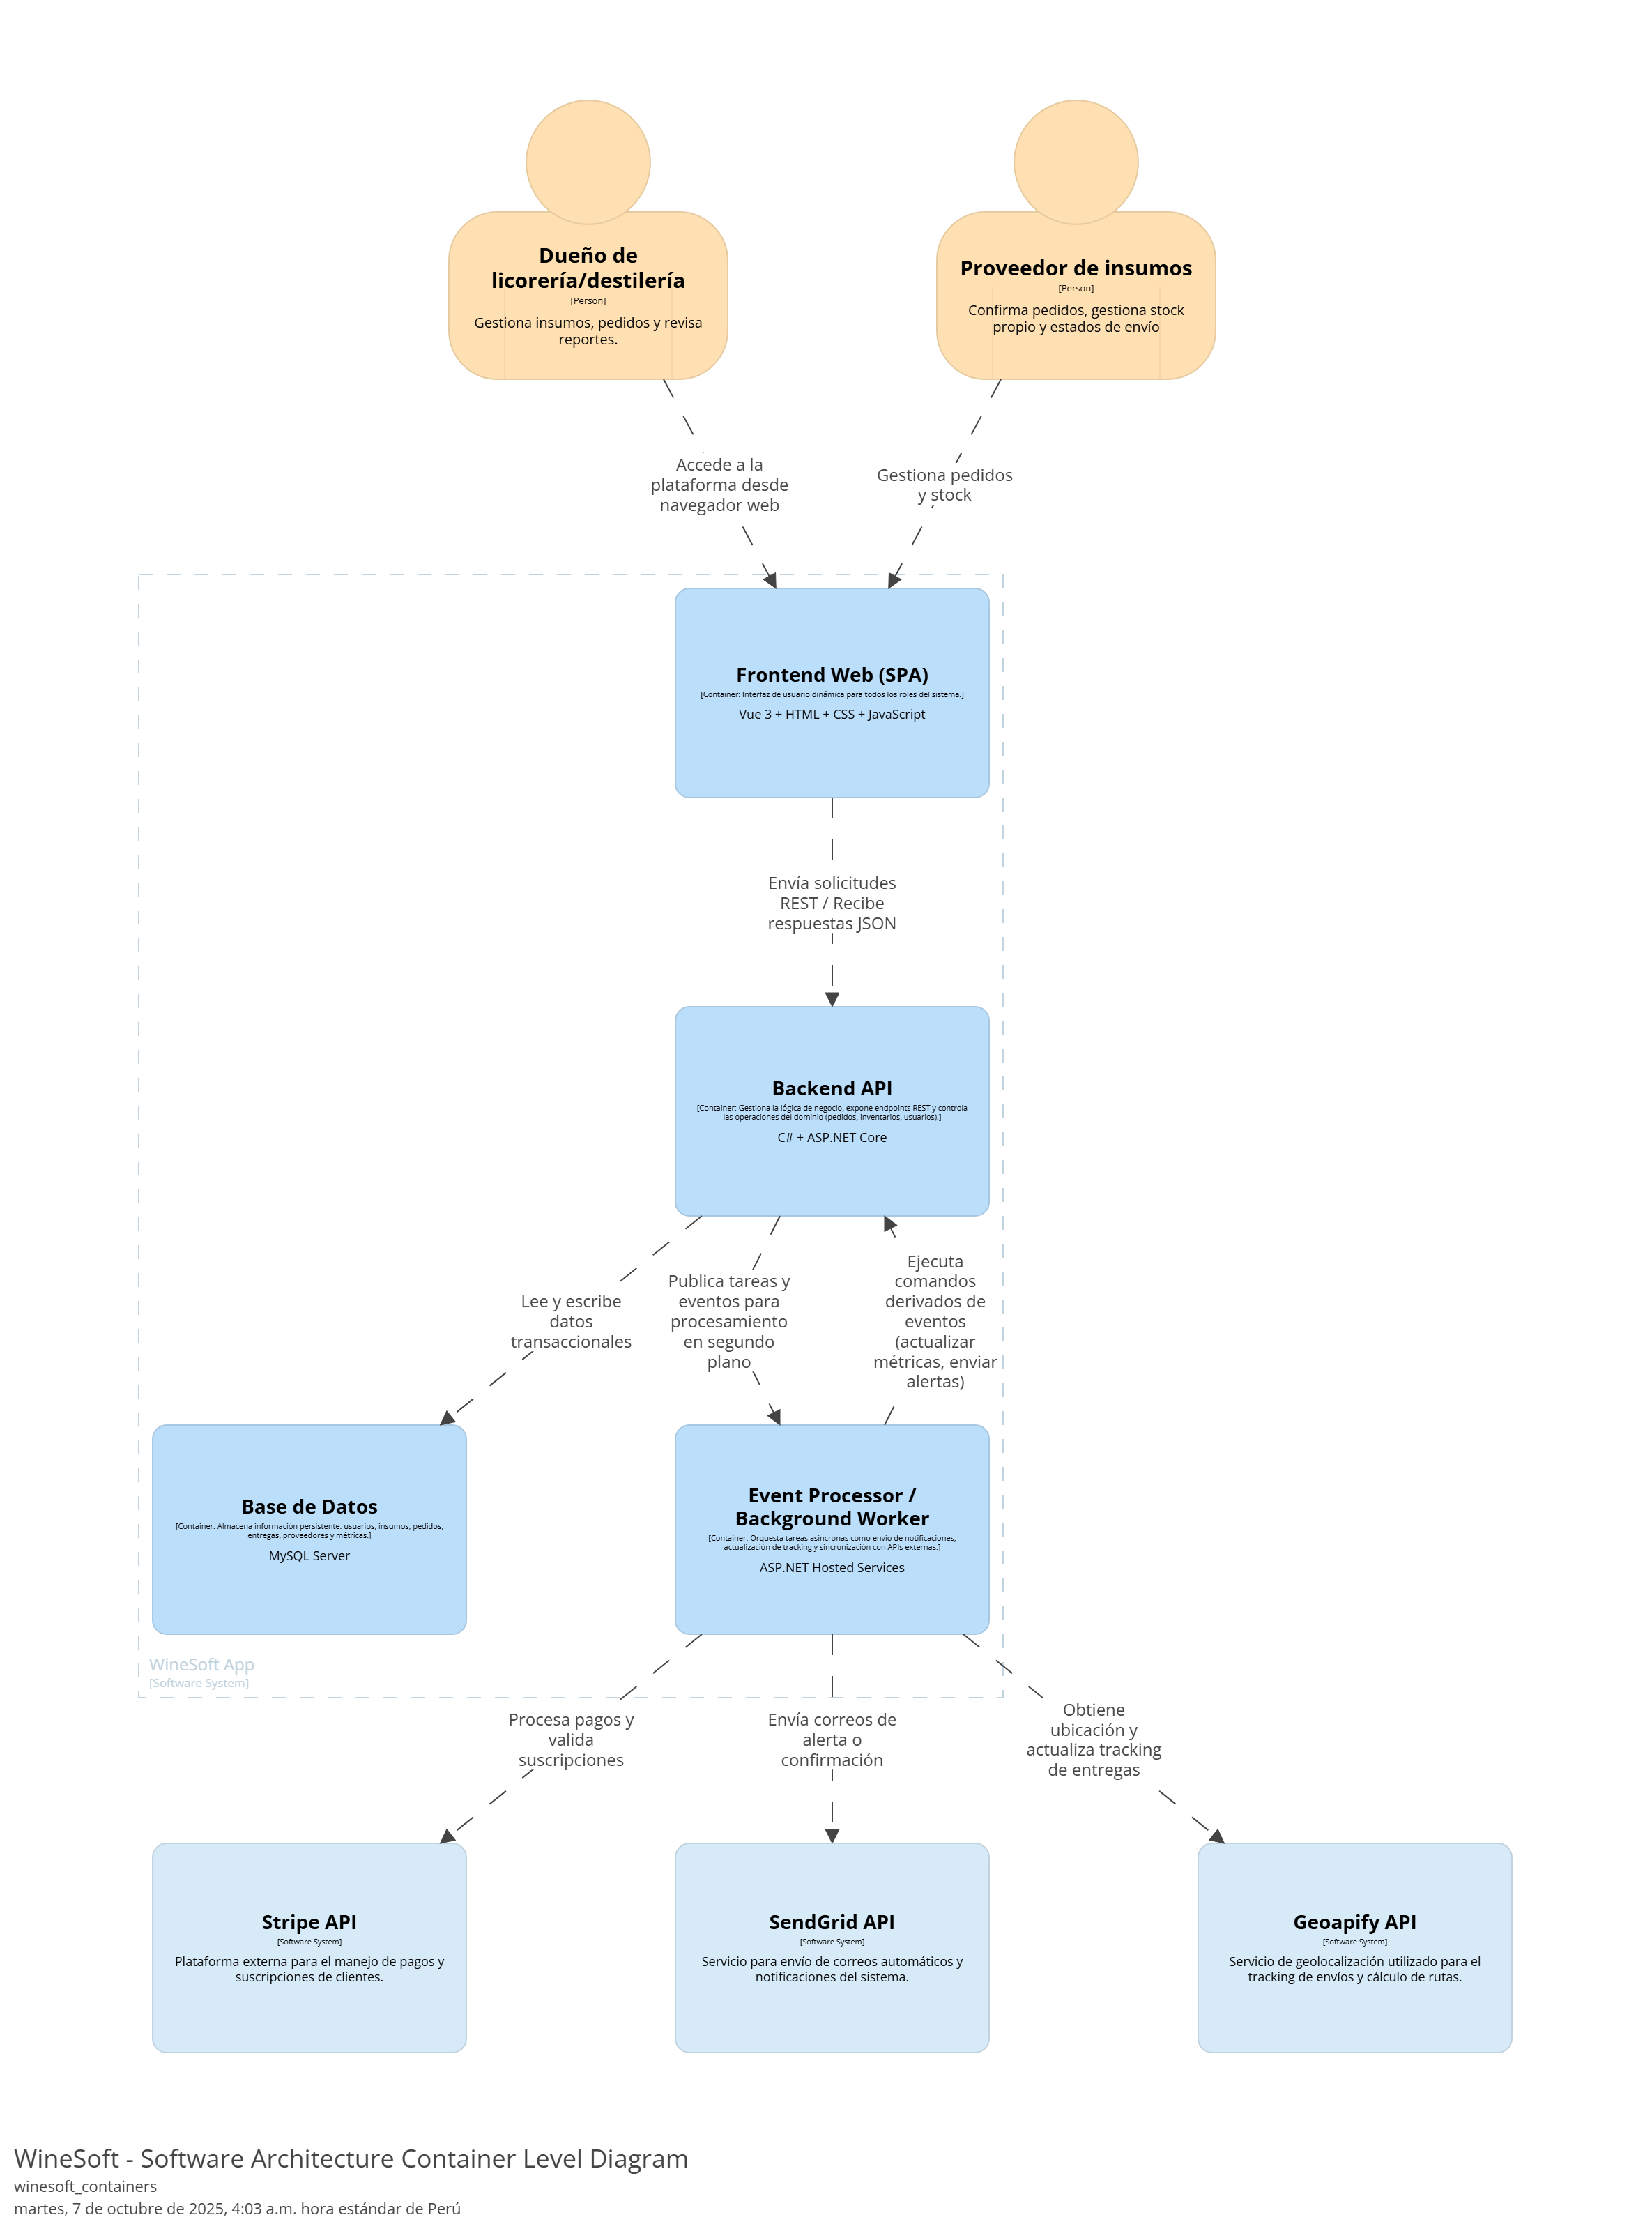 Dueño de
licorería/destilería
[Person]
Gestiona insumos, pedidos y revisa
reportes.
Proveedor de insumos
[Person]
Confirma pedidos, gestiona stock
propio y estados de envío
Accede a la
plataforma desde
navegador web
Gestiona pedidos
y stock
Frontend Web (SPA)
[Container: Interfaz de usuario dinámica para todos los roles del sistema.]
Vue 3 + HTML + CSS + JavaScript
Envía solicitudes
REST / Recibe
respuestas JSON
Backend API
[Container: Gestiona la lógica de negocio, expone endpoints REST y controla
las operaciones del dominio (pedidos, inventarios, usuarios).]
C# + ASP.NET Core
Lee y escribe
datos
transaccionales
Publica tareas y
eventos para
procesamiento
en segundo
plano
Ejecuta
comandos
derivados de
eventos
(actualizar
métricas, enviar
alertas)
Base de Datos
[Container: Almacena información persistente: usuarios, insumos, pedidos,
entregas, proveedores y métricas.]
MySQL Server
Event Processor /
Background Worker
[Container: Orquesta tareas asíncronas como envío de notificaciones,
actualización de tracking y sincronización con APIs externas.]
ASP.NET Hosted Services
WineSoft App
[Software System]
Procesa pagos y
valida
suscripciones
Envía correos de
alerta o
confirmación
Obtiene
ubicación y
actualiza tracking
de entregas
Stripe API
[Software System]
Plataforma externa para el manejo de pagos y
suscripciones de clientes.
SendGrid API
[Software System]
Servicio para envío de correos automáticos y
notificaciones del sistema.
Geoapify API
[Software System]
Servicio de geolocalización utilizado para el
tracking de envíos y cálculo de rutas.
WineSoft - Software Architecture Container Level Diagram
winesoft_containers
martes, 7 de octubre de 2025, 4:03 a.m. hora estándar de Perú